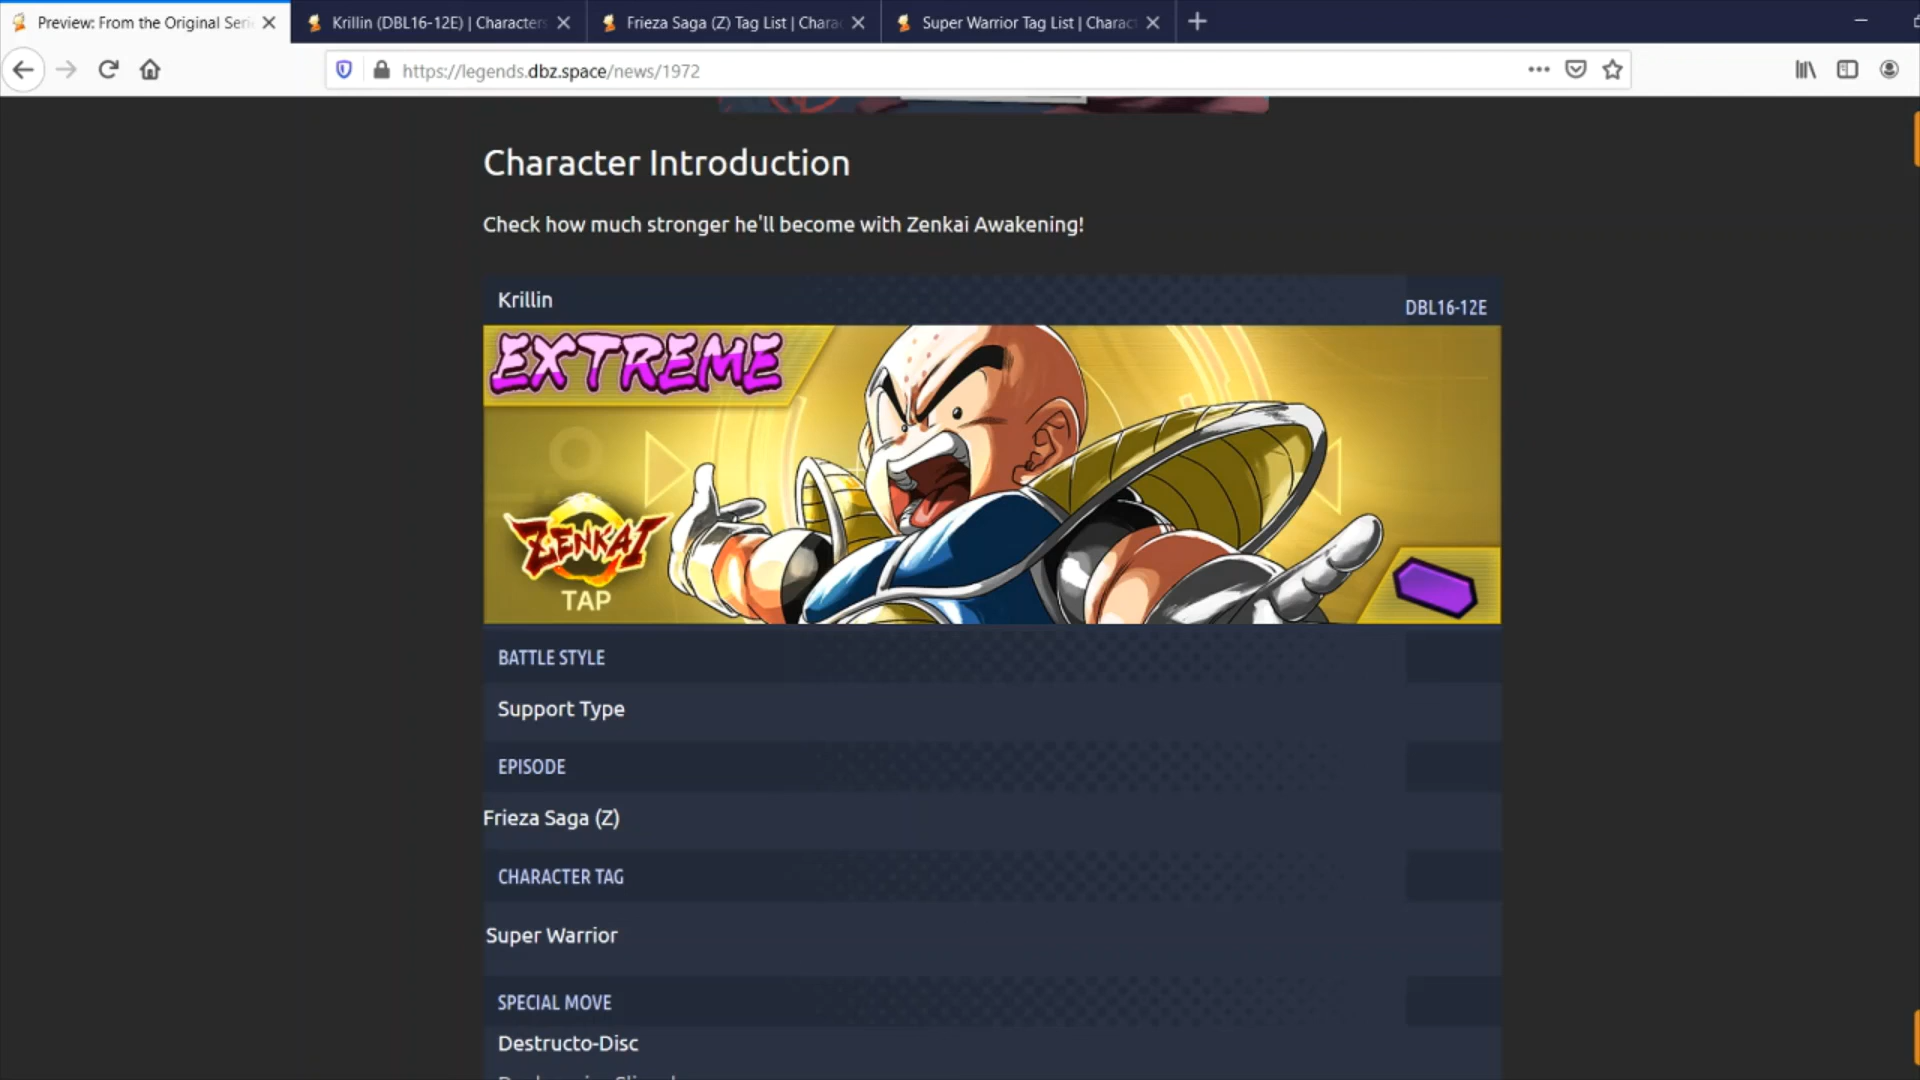 Preview: From the Original Seri
Krillin (DBL16-12E) | Characters
Frieza Saga (Z) Tag List | Chara
Super Warrior Tag List | Charact
https://legends.dbz.space/news/1972
Character Introduction
Check how much stronger he'll become with Zenkai Awakening!
Krillin
DBL16-12E
EXTREME
ZENKAI
TAP
BATTLE STYLE
Support Type
EPISODE
Frieza Saga (Z)
CHARACTER TAG
Super Warrior
SPECIAL MOVE
Destructo-Disc